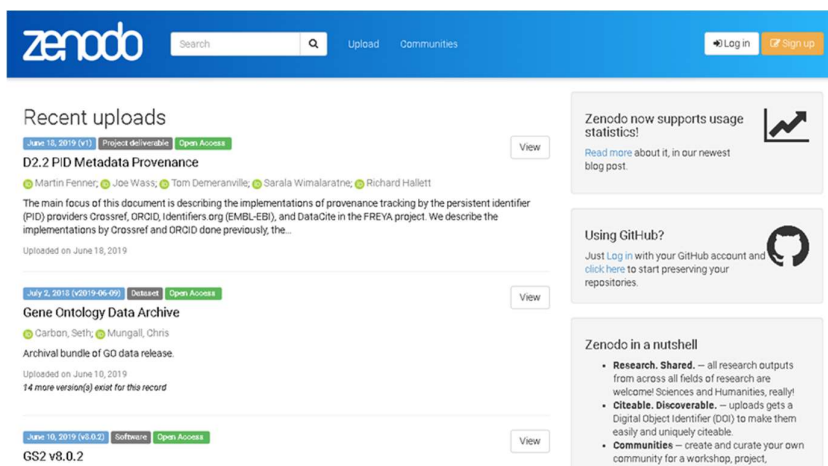 zenodo
Search
Upload
Communities
Log in
Sign up
Recent uploads
June 18, 2019 (v1) Project deliverable Open Access
View
D2.2 PID Metadata Provenance
Martin Fenner; Joe Wass; Tom Demeranville; Sarala Wimalaratne; Richard Hallett
The main focus of this document is describing the implementations of provenance tracking by the persistent identifier
(PID) providers Crossref, ORCID, Identifiers.org (EMBL-EBI), and DataCite in the FREYA project. We describe the
implementations by Crossref and ORCID done previously, the...
Uploaded on June 18, 2019
July 2, 2018 (v2019-06-09) Dataset Open Access
View
Gene Ontology Data Archive
Carbon, Seth; Mungall, Chris
Archival bundle of GO data release.
Uploaded on June 10, 2019
14 more version(s) exist for this record
June 10, 2019 (v8.0.2) Software Open Access
View
GS2 v8.0.2
Zenodo now supports usage
statistics!
Read more about it, in our newest
blog post.
Using GitHub?
Just Log in with your GitHub account and
click here to start preserving your
repositories.
Zenodo in a nutshell
• Research. Shared. — all research outputs
from across all fields of research are
welcome! Sciences and Humanities, really!
• Citeable. Discoverable. — uploads gets a
Digital Object Identifier (DOI) to make them
easily and uniquely citeable.
• Communities — create and curate your own
community for a workshop, project,